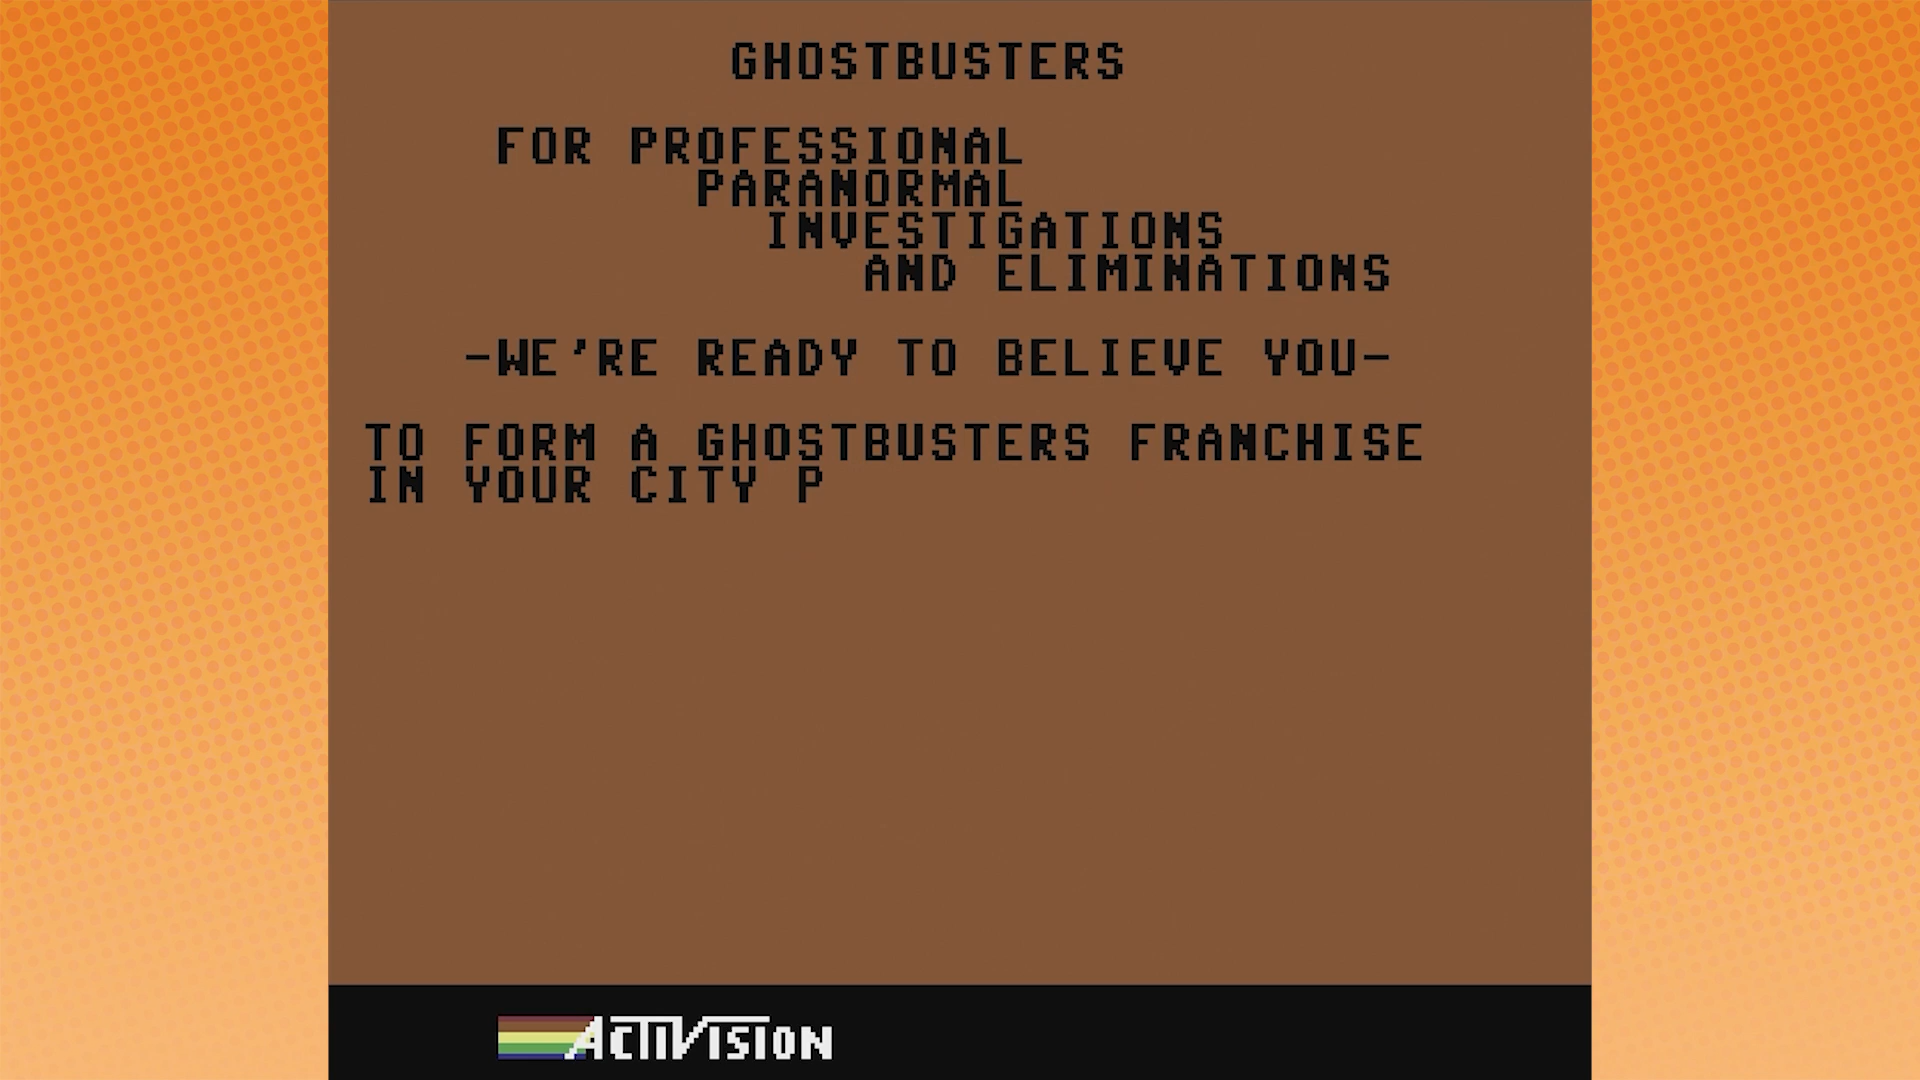 GHOSTBUSTERS
FOR PROFESSIONAL
PARANORMAL
INVESTIGATIONS
AND ELIMINATIONS
-WE'RE READY TO BELIEVE YOU-
TO FORM A GHOSTBUSTERS FRANCHISE
IN YOUR CITY P
ACTIVISION